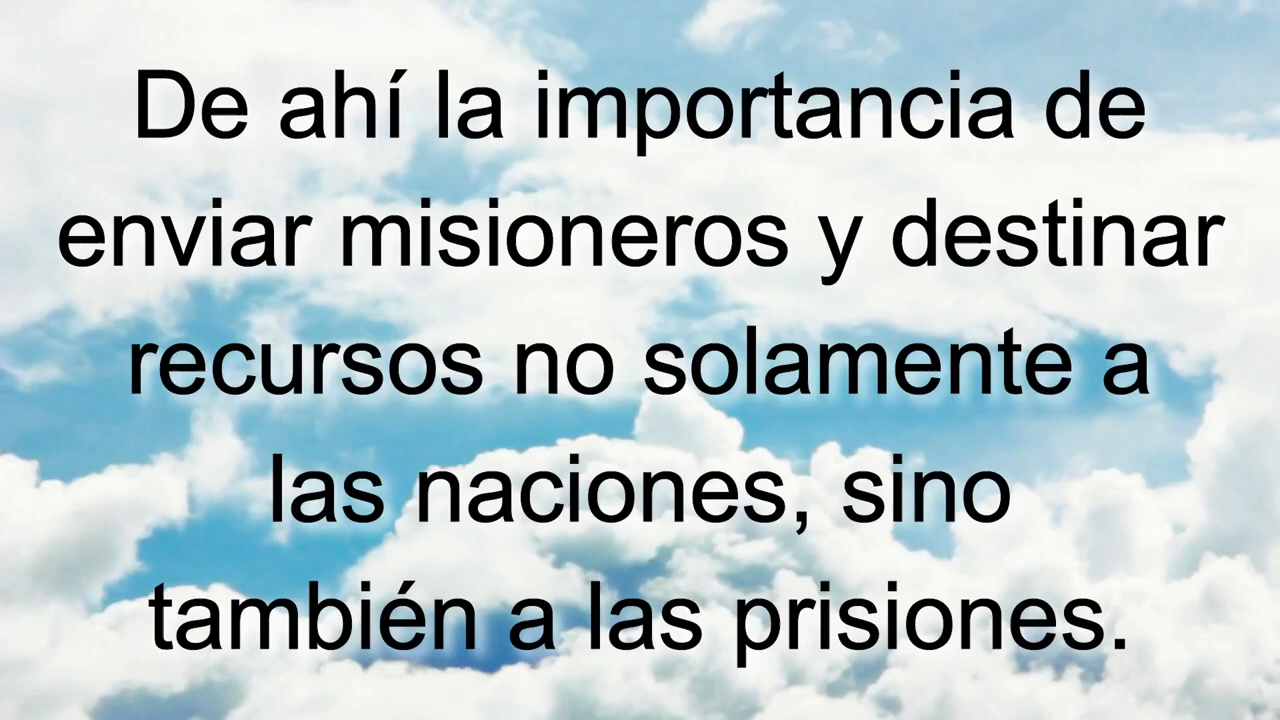 De ahí la importancia de
enviar misioneros y destinar
recursos no solamente a
las naciones, sino
también a las prisiones.